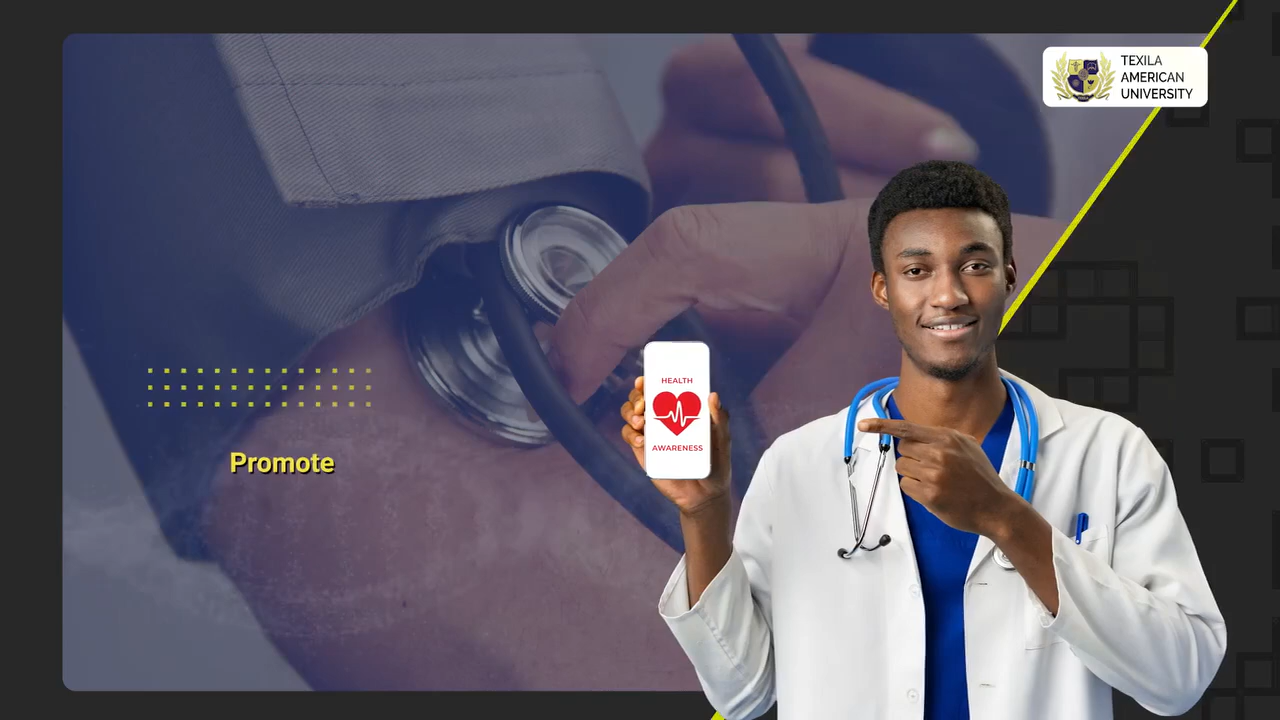 TEXILA
AMERICAN
UNIVERSITY
HEALTH
AWARENESS
Promote